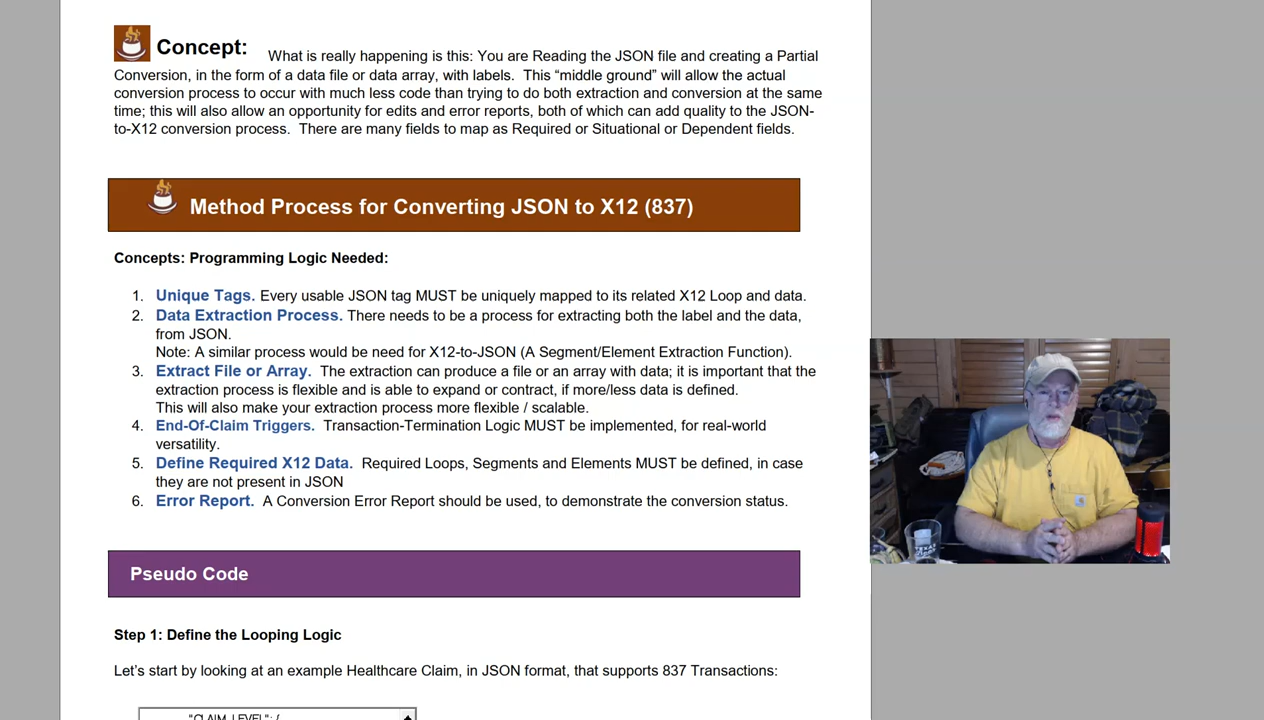 Concept: What is really happening is this: You are Reading the JSON file and creating a Partial
Conversion, in the form of a data file or data array, with labels. This “middle ground” will allow the actual
conversion process to occur with much less code than trying to do both extraction and conversion at the same
time; this will also allow an opportunity for edits and error reports, both of which can add quality to the JSON-
to-X12 conversion process. There are many fields to map as Required or Situational or Dependent fields.
Method Process for Converting JSON to X12 (837)
Concepts: Programming Logic Needed:
1. Unique Tags. Every usable JSON tag MUST be uniquely mapped to its related X12 Loop and data.
2. Data Extraction Process. There needs to be a process for extracting both the label and the data,
from JSON.
Note: A similar process would be need for X12-to-JSON (A Segment/Element Extraction Function).
3. Extract File or Array. The extraction can produce a file or an array with data; it is important that the
extraction process is flexible and is able to expand or contract, if more/less data is defined.
This will also make your extraction process more flexible / scalable.
4. End-Of-Claim Triggers. Transaction-Termination Logic MUST be implemented, for real-world
versatility.
5. Define Required X12 Data. Required Loops, Segments and Elements MUST be defined, in case
they are not present in JSON
6. Error Report. A Conversion Error Report should be used, to demonstrate the conversion status.
Pseudo Code
Step 1: Define the Looping Logic
Let’s start by looking at an example Healthcare Claim, in JSON format, that supports 837 Transactions:
"CLAIM_LEVEL": {